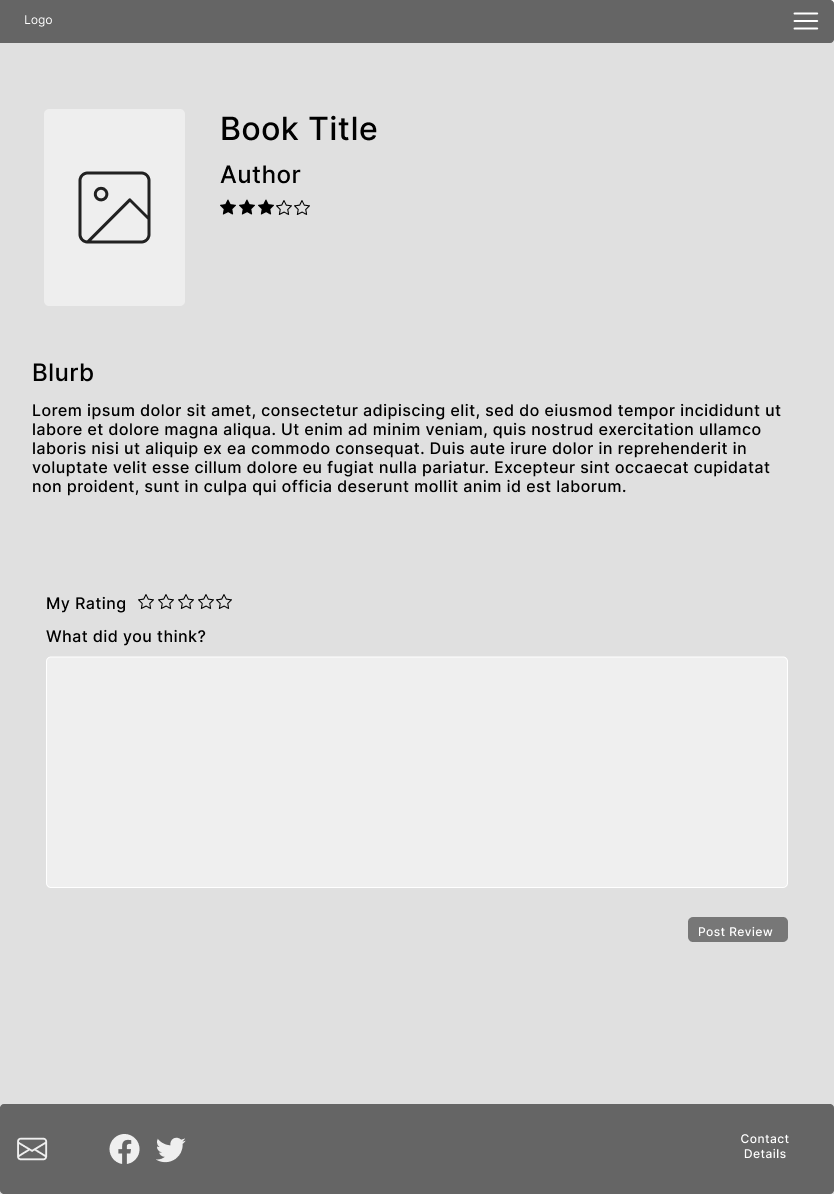 Logo
Book Title
Author
Blurb
Lorem ipsum dolor sit amet, consectetur adipiscing elit, sed do eiusmod tempor incididunt ut
labore et dolore magna aliqua. Ut enim ad minim veniam, quis nostrud exercitation ullamco
laboris nisi ut aliquip ex ea commodo consequat. Duis aute irure dolor in reprehenderit in
voluptate velit esse cillum dolore eu fugiat nulla pariatur. Excepteur sint occaecat cupidatat
non proident, sunt in culpa qui officia deserunt mollit anim id est laborum.
My Rating
What did you think?
Post Review
Contact
Details